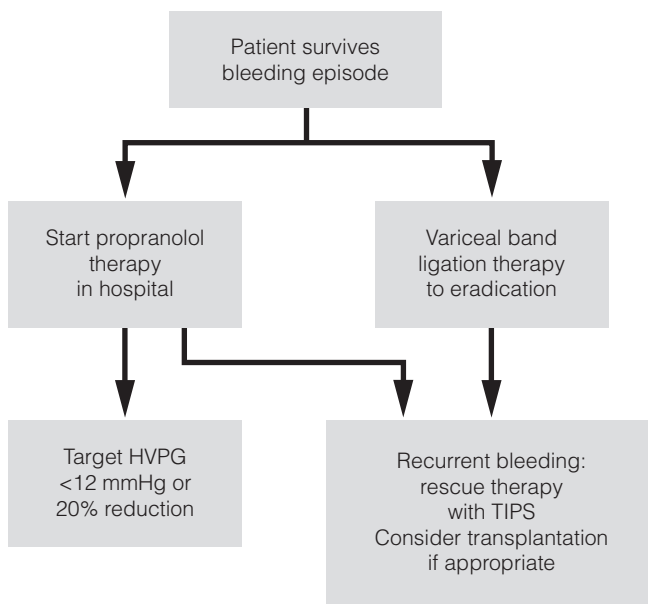 Patient survives
bleeding episode
Start propranolol
therapy
in hospital
Variceal band
ligation therapy
to eradication
Target HVPG
<12 mmHg or
20% reduction
Recurrent bleeding:
rescue therapy
with TIPS
Consider transplantation
if appropriate